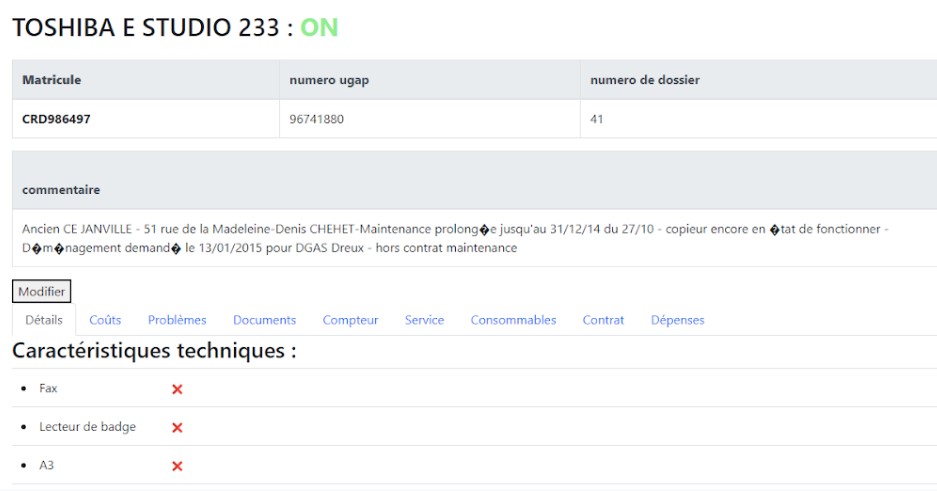 TOSHIBA E STUDIO 233 : ON
Matricule numero ugap numero de dossier
CRD986497 96741880 41
commentaire
Ancien CE JANVILLE - 51 rue de la Madeleine-Denis CHEHET-Maintenance prolong�e jusqu'au 31/12/14 du 27/10 - copieur encore en �tat de fonctionner -
D�m�nagement demand� le 13/01/2015 pour DGAS Dreux - hors contrat maintenance
Modifier
Détails Coûts Problèmes Documents Compteur Service Consommables Contrat Dépenses
Caractéristiques techniques :
• Fax ❌
• Lecteur de badge ❌
• A3 ❌